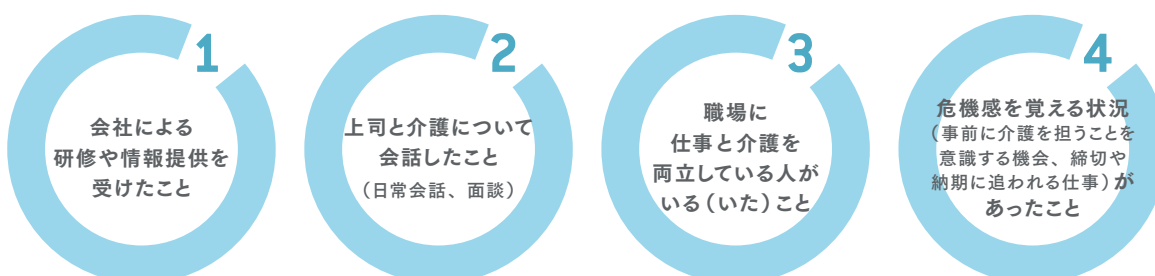 1
会社による
研修や情報提供を
受けたこと
2
上司と介護について
会話したこと
（日常会話、面談）
3
職場に
仕事と介護を
両立している人が
いる（いた）こと
4
危機感を覚える状況
（事前に介護を担うことを
意識する機会、締切や
納期に追われる仕事）が
あったこと